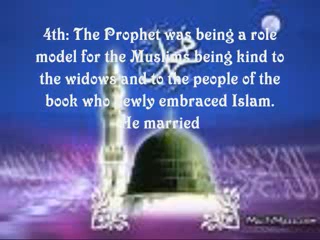 4th: The Prophet was being a role
model for the Muslims being kind to
the widows and to the people of the
book who newly embraced Islam.
He married